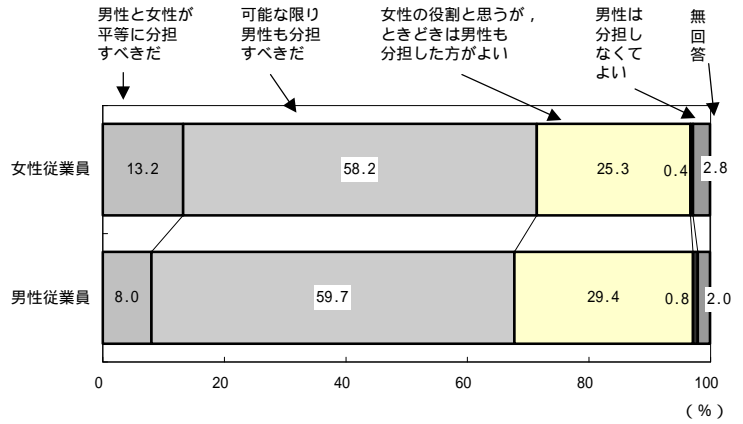 男性と女性が
平等に分担
すべきだ
可能な限り
男性も分担
すべきだ
女性の役割と思うが，
ときどきは男性も
分担した方がよい
男性は
分担し
なくて
よい
無
回
答
女性従業員
13.2
58.2
25.3
0.4
2.8
男性従業員
8.0
59.7
29.4
0.8
2.0
0
20
40
60
80
100
（％）